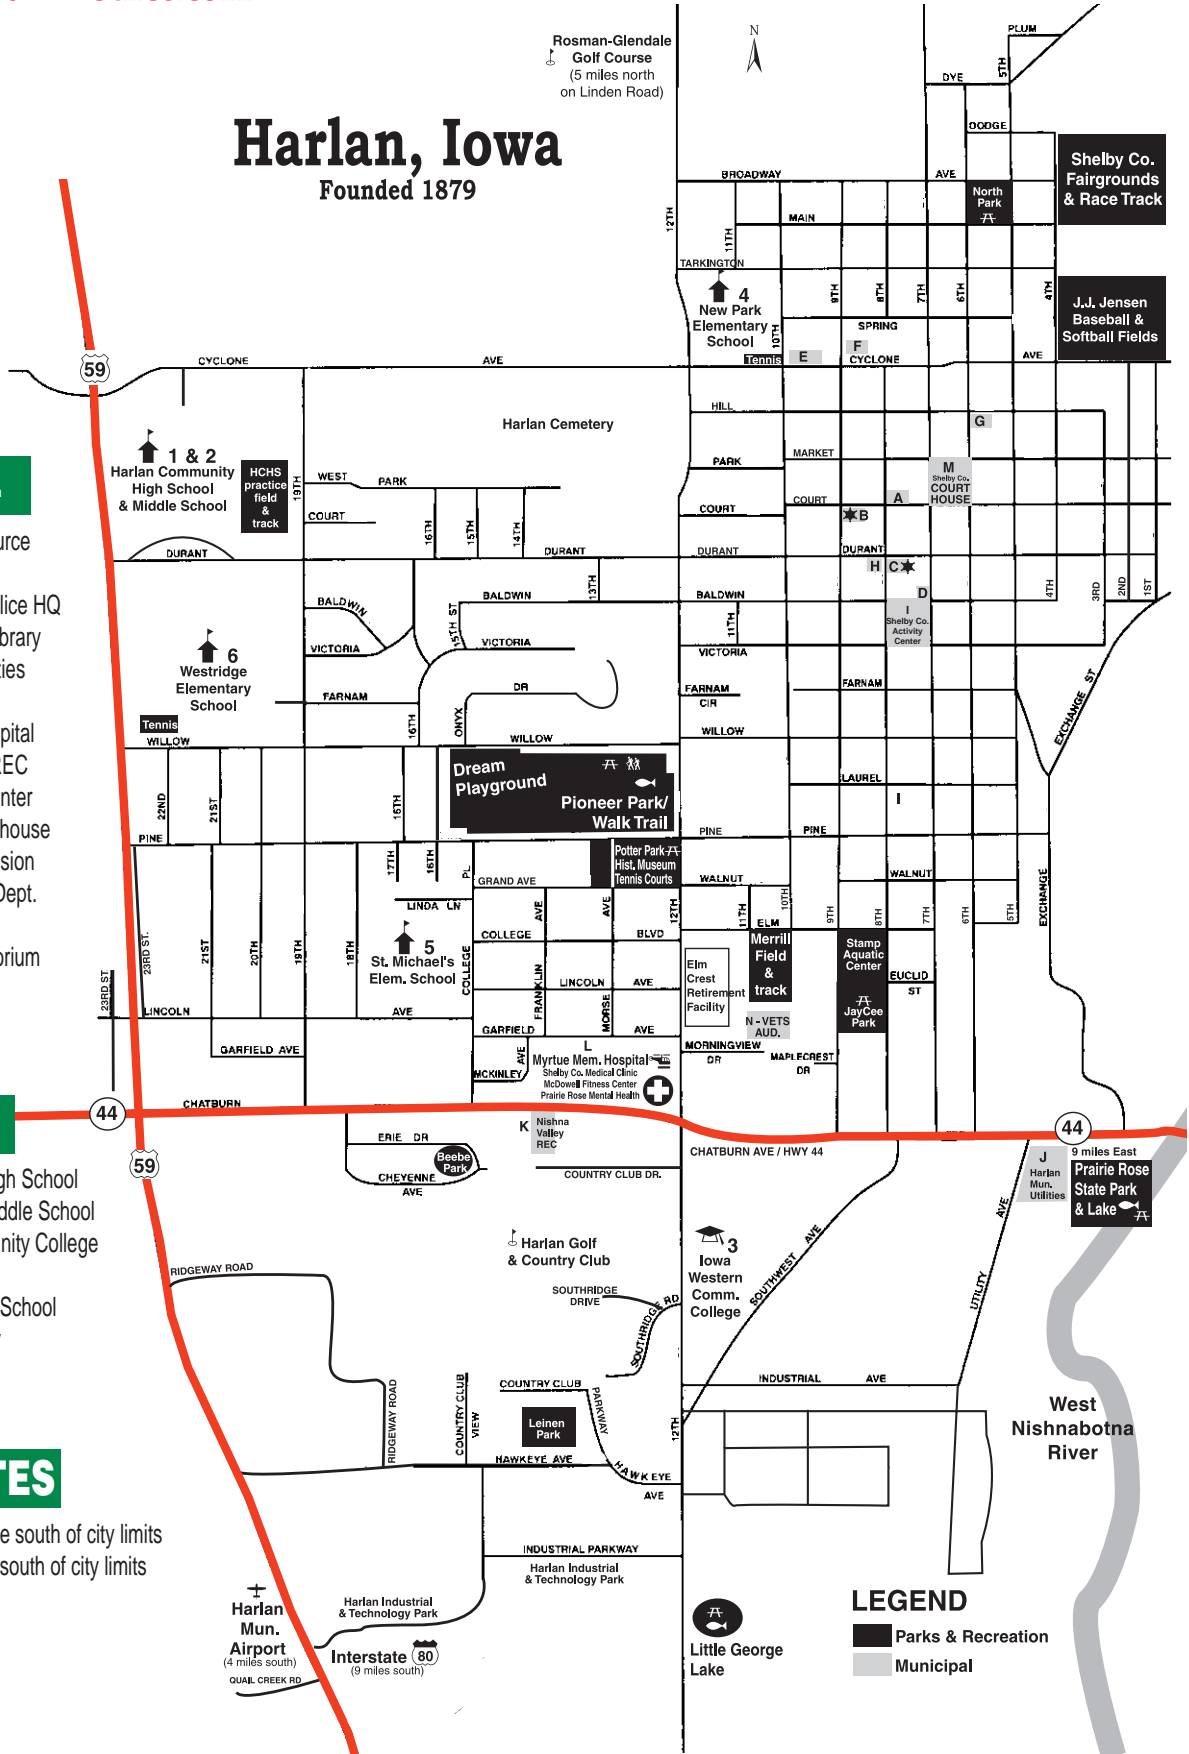 Harlan, Iowa
Founded 1879
Rosman-Glendale
Golf Course
(5 miles north
on Linden Road)
N
PLUM
5TH
DYE
DODGE
Shelby Co.
Fairgrounds
& Race Track
BROADWAY
AVE
North
Park
12TH
11TH
MAIN
TARKINGTON
4
New Park
Elementary
School
9TH
8TH
7TH
6TH
4TH
J.J. Jensen
Baseball &
Softball Fields
SPRING
10TH
Tennis
E
F
CYCLONE
AVE
59
CYCLONE
AVE
HILL
G
Harlan Cemetery
1 & 2
Harlan Community
High School
& Middle School
HCHS
practice
field
&
track
19TH
WEST
PARK
COURT
16TH
15TH
14TH
PARK
MARKET
M
Shelby Co.
COURT
HOUSE
COURT
COURT
A
B
DURANT
DURANT
DURANT
DURANT
H
C
D
I
Shelby Co.
Activity
Center
4TH
3RD
2ND
1ST
BALDWIN
15TH ST
BALDWIN
13TH
BALDWIN
11TH
VICTORIA
VICTORIA
VICTORIA
6
Westridge
Elementary
School
Tennis
WILLOW
FARNAM
16TH
ONYX
DR
WILLOW
FARNAM
CIR
FARNAM
WILLOW
EXCHANGE ST
Dream
Playground
Pioneer Park/
Walk Trail
LAUREL
I
22ND
21ST
16TH
PINE
PINE
PINE
17TH
16TH
PL
Potter Park
Hist. Museum
Tennis Courts
GRAND AVE
WALNUT
WALNUT
LINDA LN
AVE
AVE
12TH
11TH
10TH
9TH
8TH
7TH
6TH
5TH
EXCHANGE
ELM
5
St. Michael's
Elem. School
COLLEGE
COLLEGE
BLVD
FRANKLIN
LINCOLN
AVE
MORSE
Elm
Crest
Retirement
Facility
Merrill
Field
&
track
Stamp
Aquatic
Center
JayCee
Park
EUCLID
ST
23RD ST
23RD ST.
21ST
20TH
19TH
18TH
LINCOLN
AVE
GARFIELD AVE
GARFIELD
AVE
N - VETS
AUD.
MORNINGVIEW
DR
MAPLECREST
DR
L
Myrtue Mem. Hospital
Shelby Co. Medical Clinic
McDowell Fitness Center
Prairie Rose Mental Health
MCKINLEY
AVE
44
CHATBURN
K
Nishna
Valley
REC
CHATBURN AVE / HWY 44
44
9 miles East
Prairie Rose
State Park
& Lake
J
Harlan
Mun.
Utilities
59
ERIE DR
Beebe
Park
CHEYENNE
AVE
COUNTRY CLUB DR.
Harlan Golf
& Country Club
3
Iowa
Western
Comm.
College
SOUTHWEST AVE
UTILITY AVE
RIDGEWAY ROAD
SOUTHRIDGE
DRIVE
SOUTHRIDGE RD
INDUSTRIAL
AVE
West
Nishnabotna
River
RIDGEWAY ROAD
COUNTRY CLUB
VIEW
COUNTRY CLUB
PARKWAY
Leinen
Park
12TH
HAWKEYE AVE
HAWKEYE
AVE
INDUSTRIAL PARKWAY
Harlan Industrial
& Technology Park
Harlan
Mun.
Airport
(4 miles south)
QUAIL CREEK RD
Harlan Industrial
& Technology Park
Interstate 80
(9 miles south)
Little George
Lake
LEGEND
Parks & Recreation
Municipal
urce
lice HQ
brary
ties
pital
REC
nter
house
sion
Dept.
orium
gh School
ddle School
nity College
School
TES
e south of city limits
south of city limits